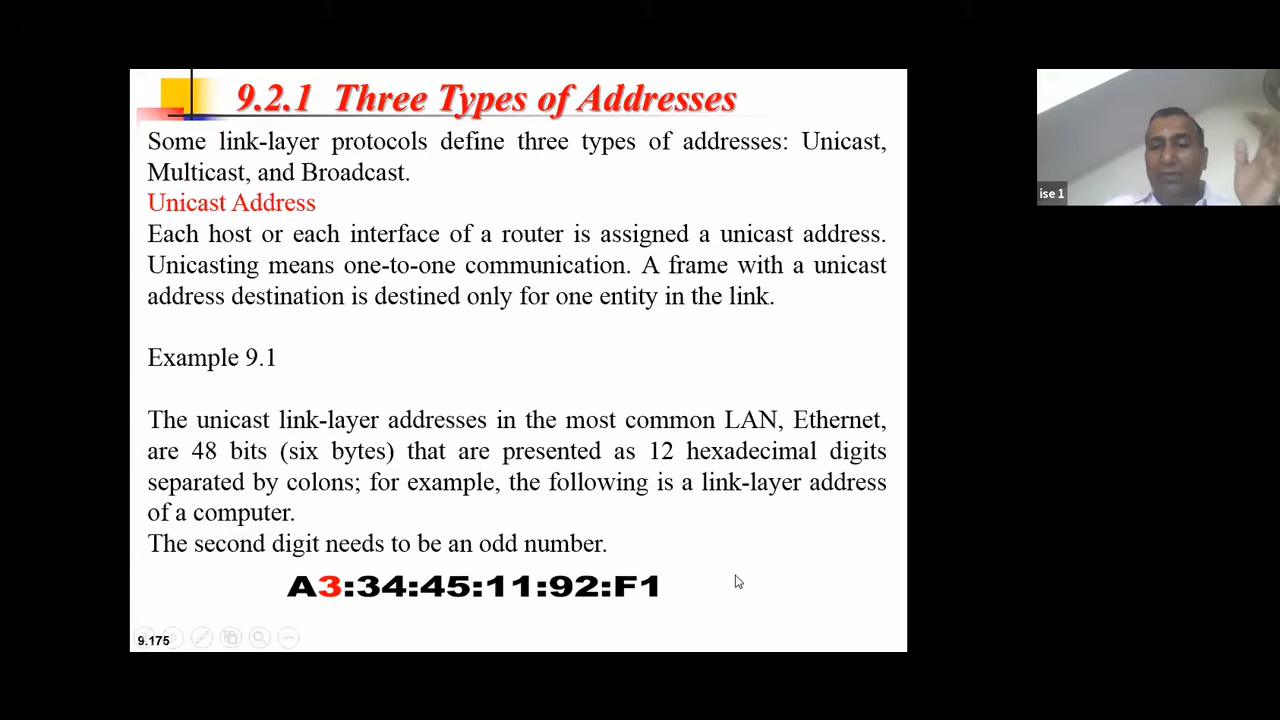 9.2.1 Three Types of Addresses
Some link-layer protocols define three types of addresses: Unicast,
Multicast, and Broadcast.
Unicast Address
Each host or each interface of a router is assigned a unicast address.
Unicasting means one-to-one communication. A frame with a unicast
address destination is destined only for one entity in the link.
Example 9.1
The unicast link-layer addresses in the most common LAN, Ethernet,
are 48 bits (six bytes) that are presented as 12 hexadecimal digits
separated by colons; for example, the following is a link-layer address
of a computer.
The second digit needs to be an odd number.
A3:34:45:11:92:F1
9.175
ise 1